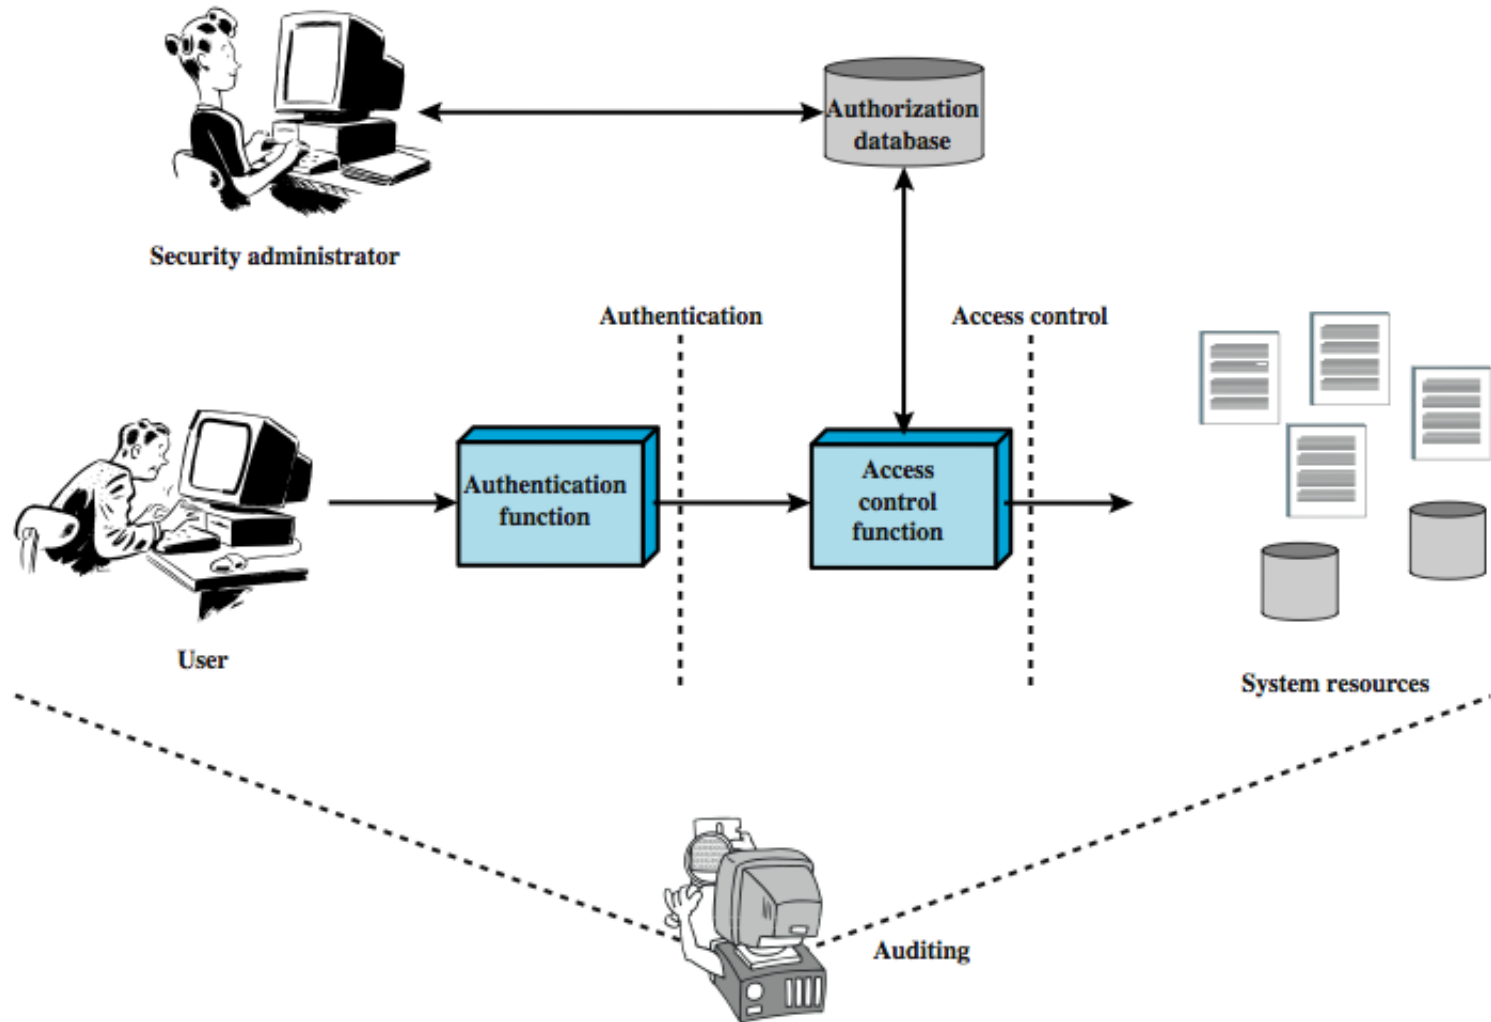 Authorization
database
Security administrator
Authentication
Access control
Authentication
function
Access
control
function
User
System resources
Auditing